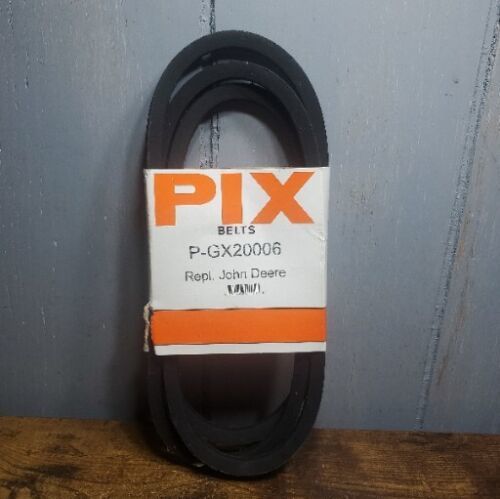 PIX
BELTS
P-GX20006
Repl. John Deere